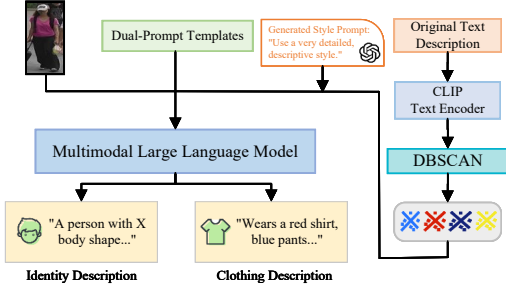 Dual-Prompt Templates
Generated Style Prompt:
"Use a very detailed,
descriptive style."
Original Text
Description
CLIP
Text Encoder
Multimodal Large Language Model
DBSCAN
"A person with X
body shape..."
"Wears a red shirt,
blue pants..."
Identity Description
Clothing Description